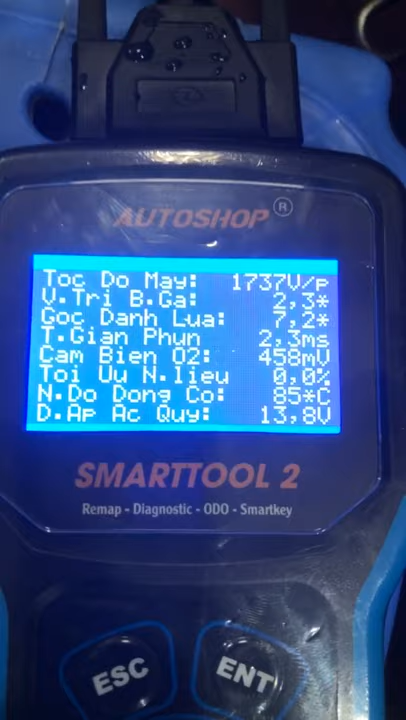 AUTOSHOP®
Toc Do May: 1737V/p
V.Tri B.Ga: 2,3*
Goc Danh Lua: 7,2*
T.Gian Phun 2,3ms
Cam Bien O2: 458mV
Toi Uu N.lieu 0,0%
N.Do Dong Co: 85*C
D.Ap Ac Quy: 13,8V
SMARTTOOL 2
Remap - Diagnostic - ODO - Smartkey
ESC
ENT